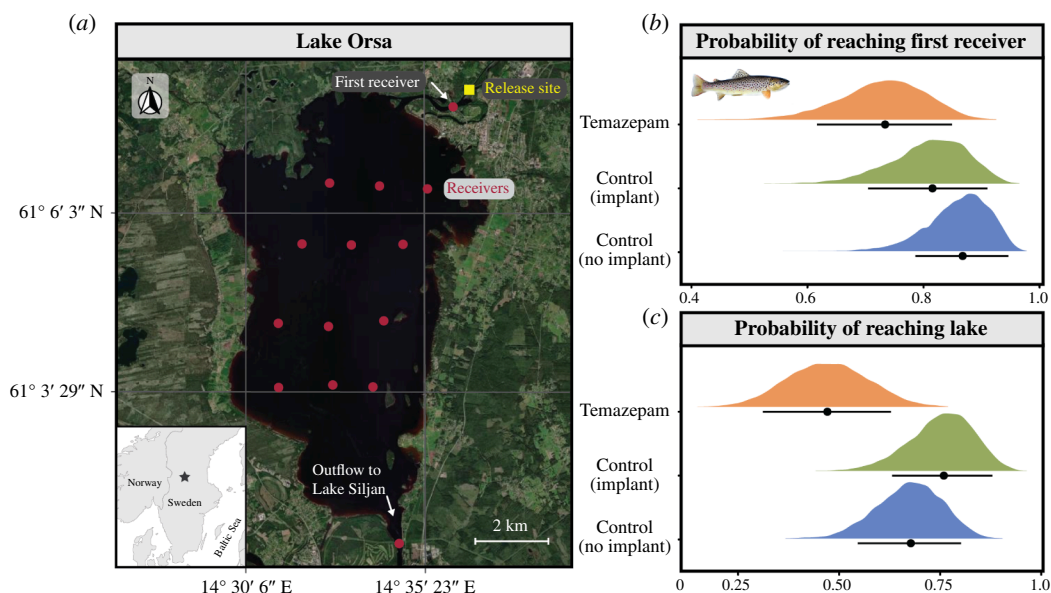 (a)
Lake Orsa
N
First receiver
Release site
Receivers
61° 6′ 3″ N
61° 3′ 29″ N
Outflow to
Lake Siljan
2 km
Norway
Sweden
Baltic Sea
14° 30′ 6″ E
14° 35′ 23″ E
(b)
Probability of reaching first receiver
Temazepam
Control
(implant)
Control
(no implant)
0.4
0.6
0.8
1.0
(c)
Probability of reaching lake
Temazepam
Control
(implant)
Control
(no implant)
0
0.25
0.50
0.75
1.0